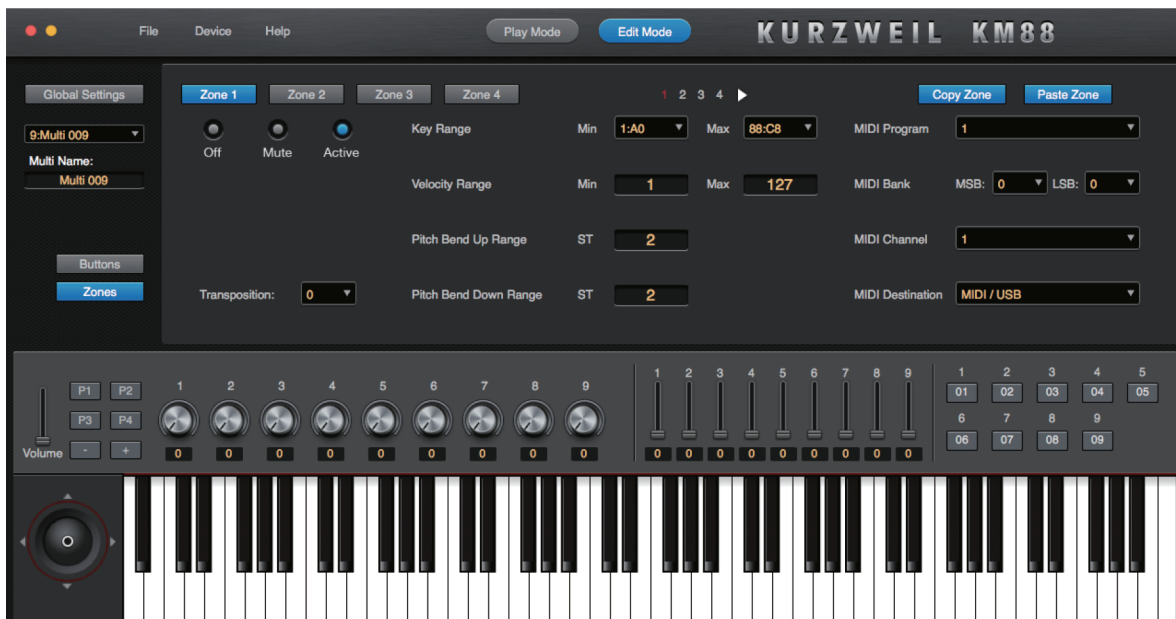 File Device Help Play Mode Edit Mode KURZWEIL KM88
Global Settings Zone 1 Zone 2 Zone 3 Zone 4 1 2 3 4 Copy Zone Paste Zone
9:Multi 009 Off Mute Active Key Range Min 1:A0 Max 88:C8 MIDI Program 1
Multi Name:
Multi 009 Velocity Range Min 1 Max 127 MIDI Bank MSB: 0 LSB: 0
Pitch Bend Up Range ST 2 MIDI Channel 1
Buttons
Zones Transposition: 0 Pitch Bend Down Range ST 2 MIDI Destination MIDI / USB
1 2 3 4 5 6 7 8 9 1 2 3 4 5 6 7 8 9 1 2 3 4 5
P1 P2 01 02 03 04 05
P3 P4 6 7 8 9
Volume - + 06 07 08 09
0 0 0 0 0 0 0 0 0 0 0 0 0 0 0 0 0 0